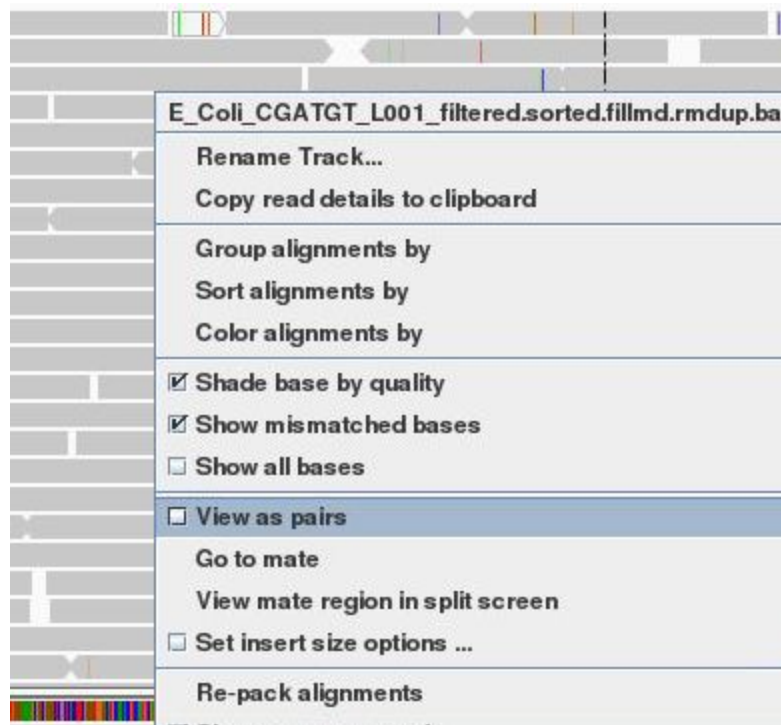 E_Coli_CGATGT_L001_filtered.sorted.fillmd.rmdup.ba
Rename Track...
Copy read details to clipboard
Group alignments by
Sort alignments by
Color alignments by
Shade base by quality
Show mismatched bases
Show all bases
View as pairs
Go to mate
View mate region in split screen
Set insert size options ...
Re-pack alignments